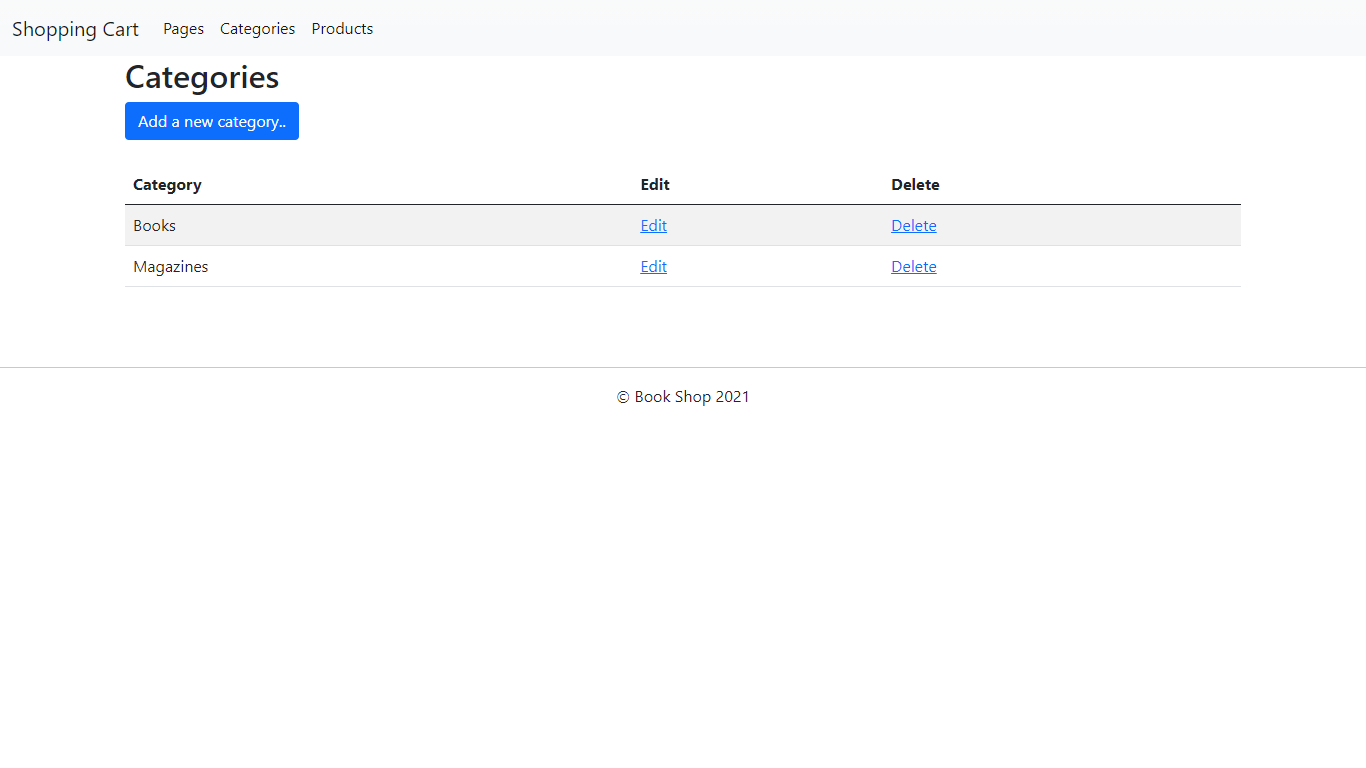 Shopping Cart Pages Categories Products
Categories
Add a new category..
Category Edit Delete
Books Edit Delete
Magazines Edit Delete
© Book Shop 2021